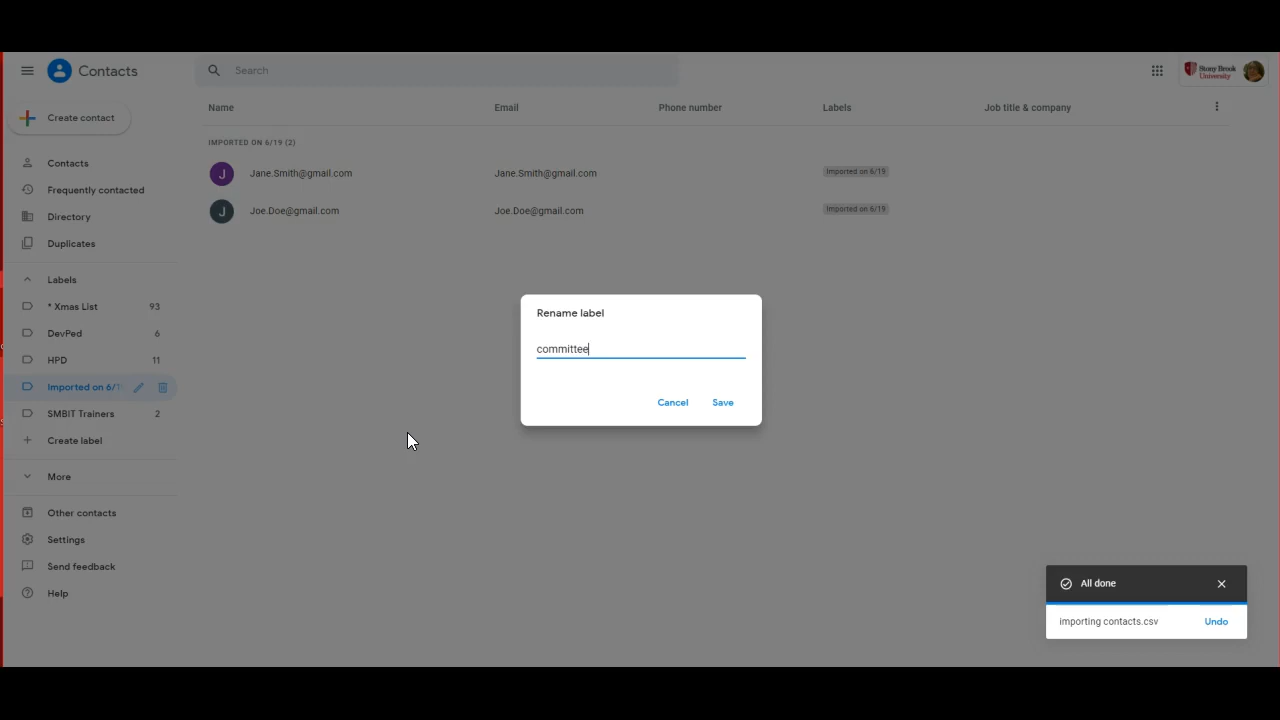 Contacts
Search
Stony Brook
University
Name Email Phone number Labels Job title & company
Create contact
IMPORTED ON 6/19 (2)
Contacts
J Jane.Smith@gmail.com Jane.Smith@gmail.com Imported on 6/19
Frequently contacted
J Joe.Doe@gmail.com Joe.Doe@gmail.com Imported on 6/19
Directory
Duplicates
Labels
* Xmas List 93
DevPed 6
HPD 11
Imported on 6/1
SMBIT Trainers 2
Create label
More
Other contacts
Settings
Send feedback
Help
Rename label
committee
Cancel Save
All done
importing contacts.csv Undo